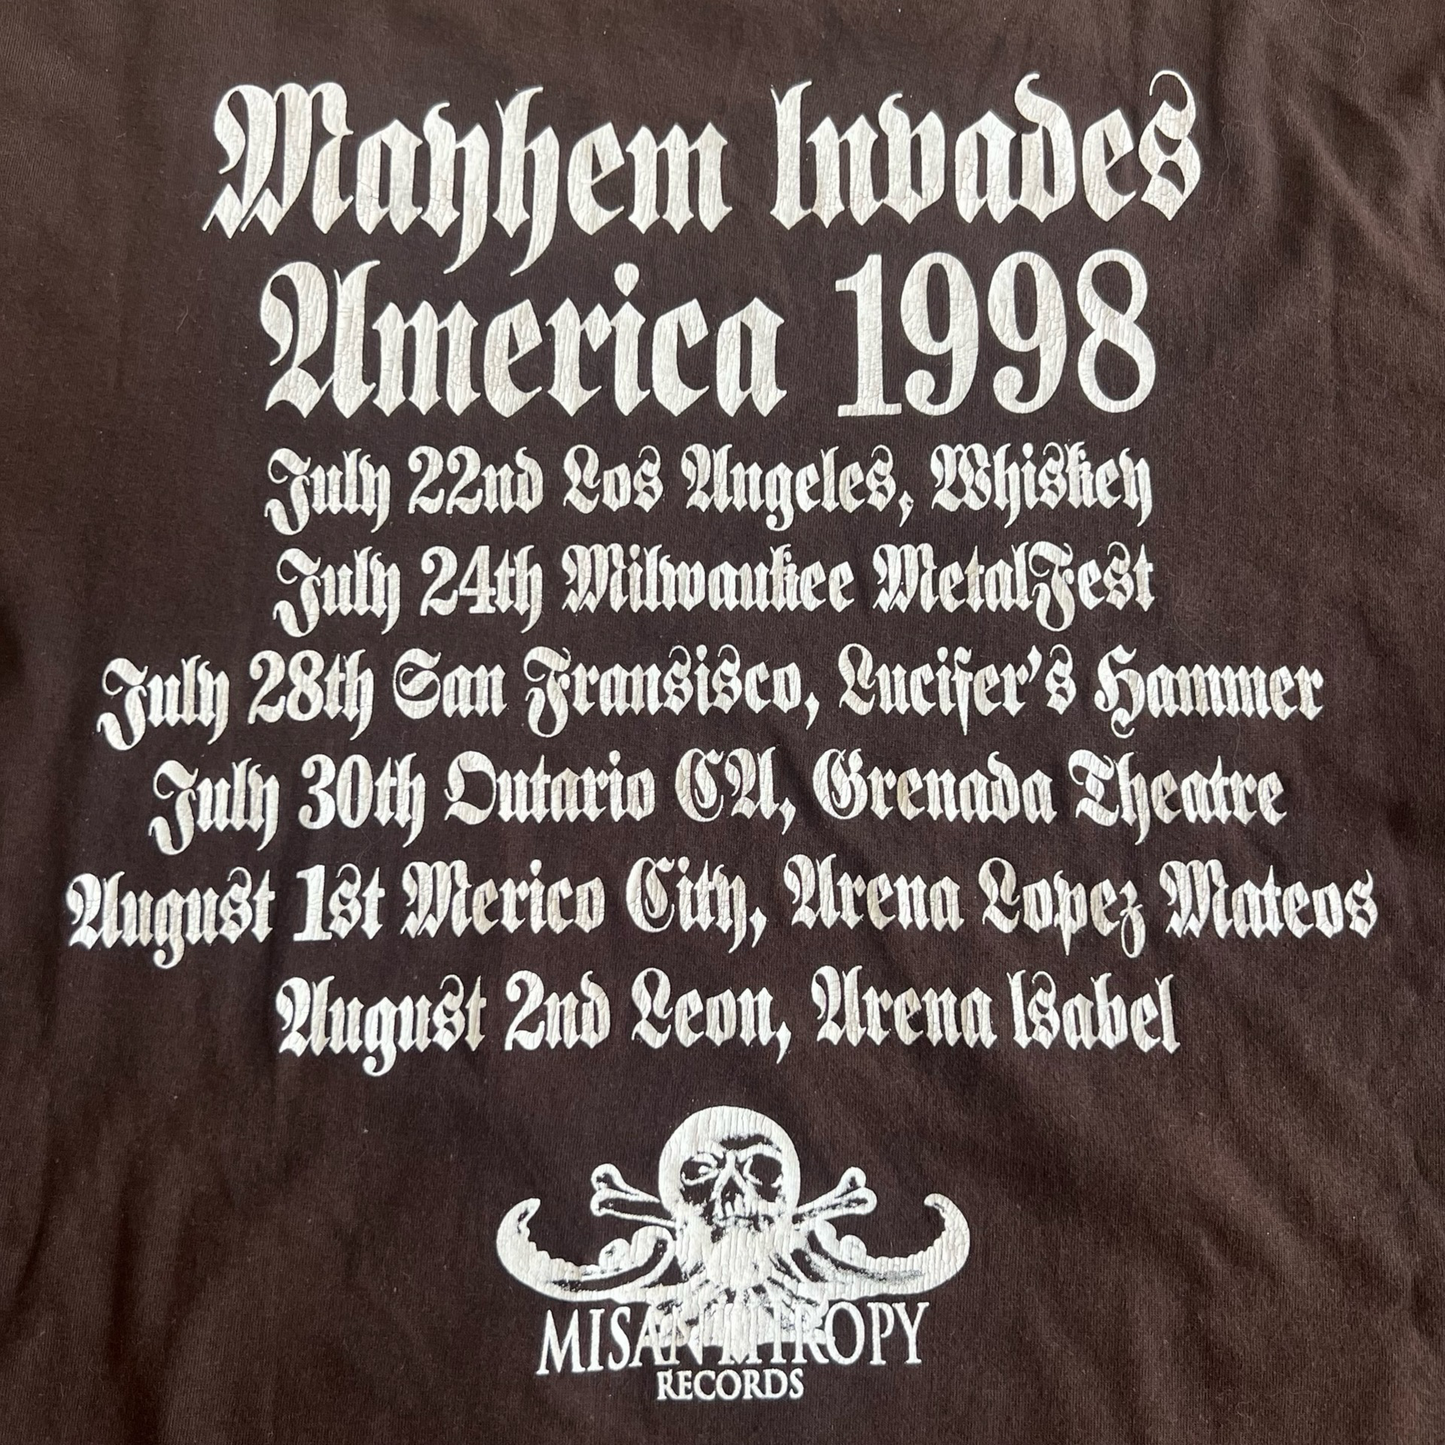 Mayhem Invades
America 1998
July 22nd Los Angeles, Whiskey
July 24th Milwaukee MetalFest
July 28th San Fransisco, Lucifer's Hammer
July 30th Outario CA, Grenada Theatre
August 1st Mexico City, Arena Lopez Mateos
August 2nd Leon, Arena Isabel
MISANTHROPY
RECORDS